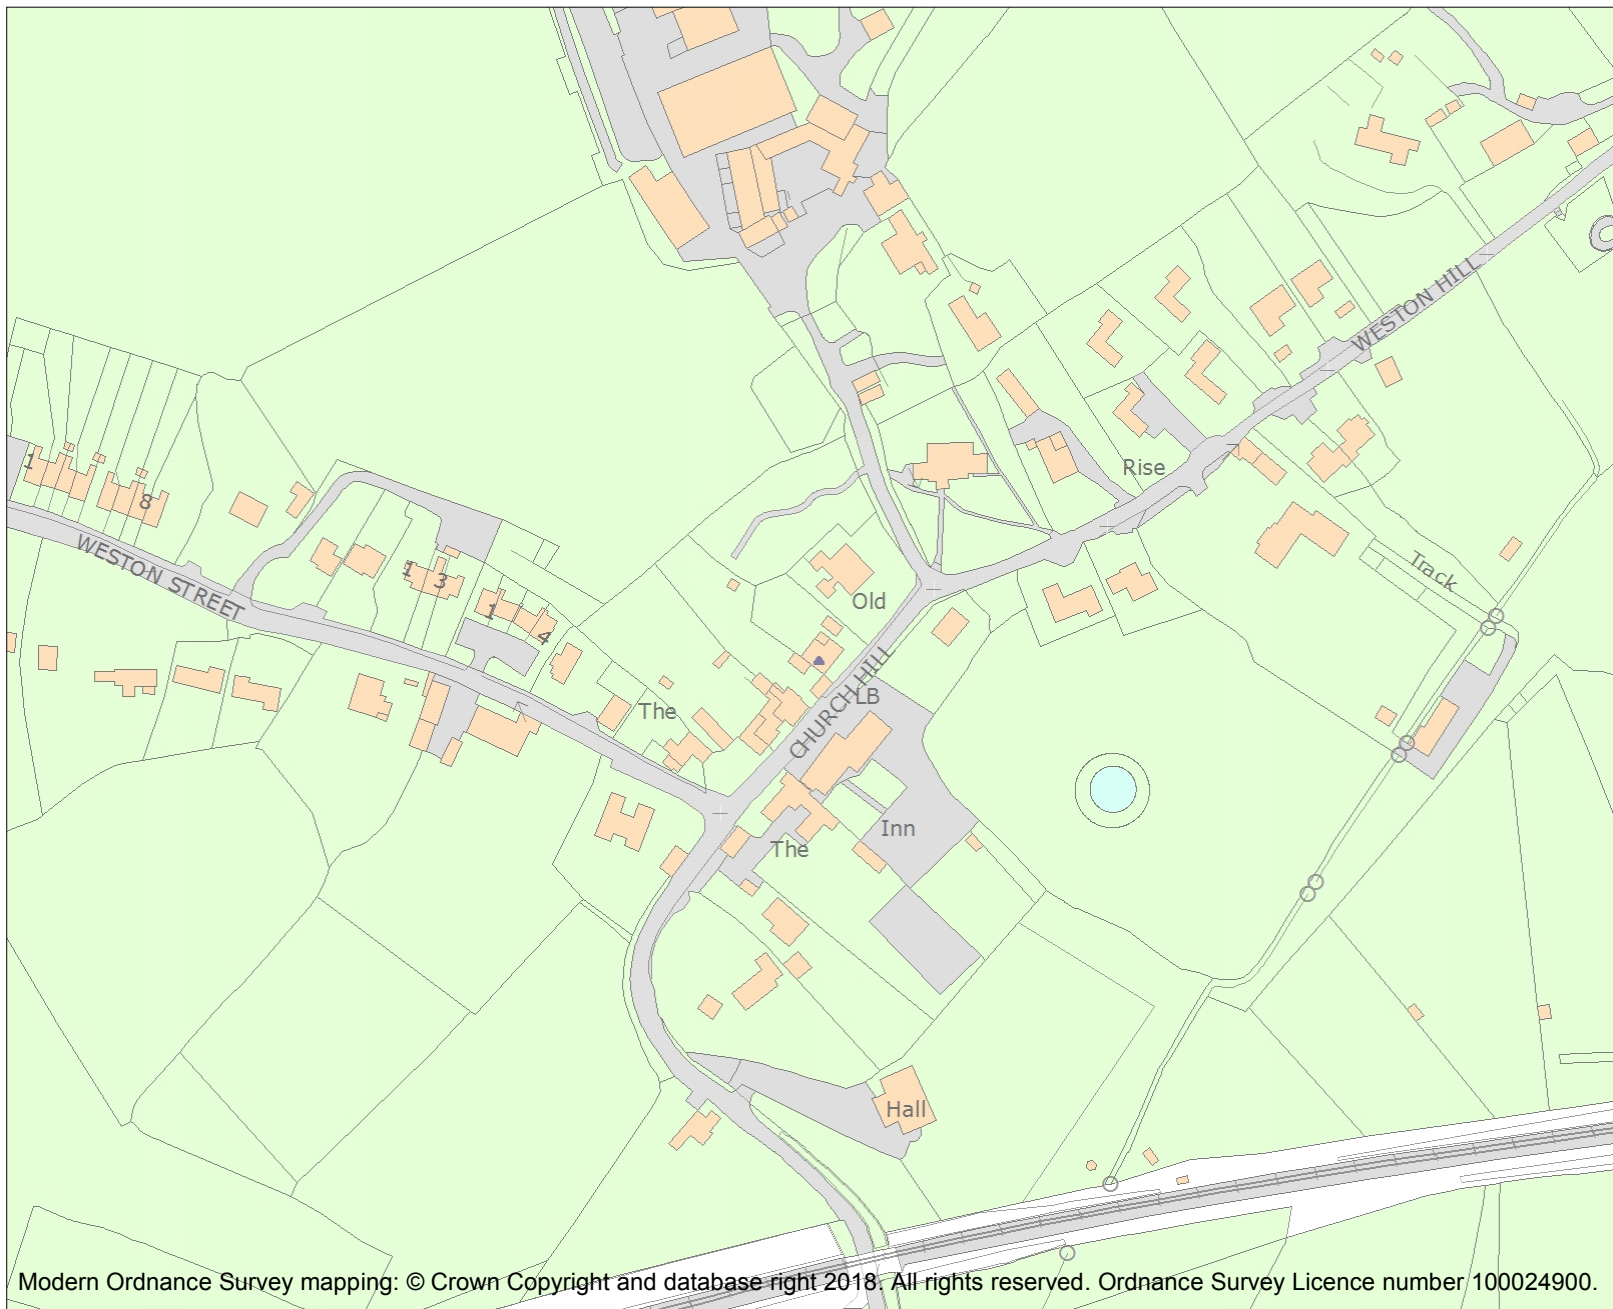 WESTON HILL
1
8
Rise
WESTON STREET
1
3
Track
1
4
Old
The
CHURCH HILL
LB
Inn
The
Hall
Modern Ordnance Survey mapping: © Crown Copyright and database right 2018. All rights reserved. Ordnance Survey Licence number 100024900.